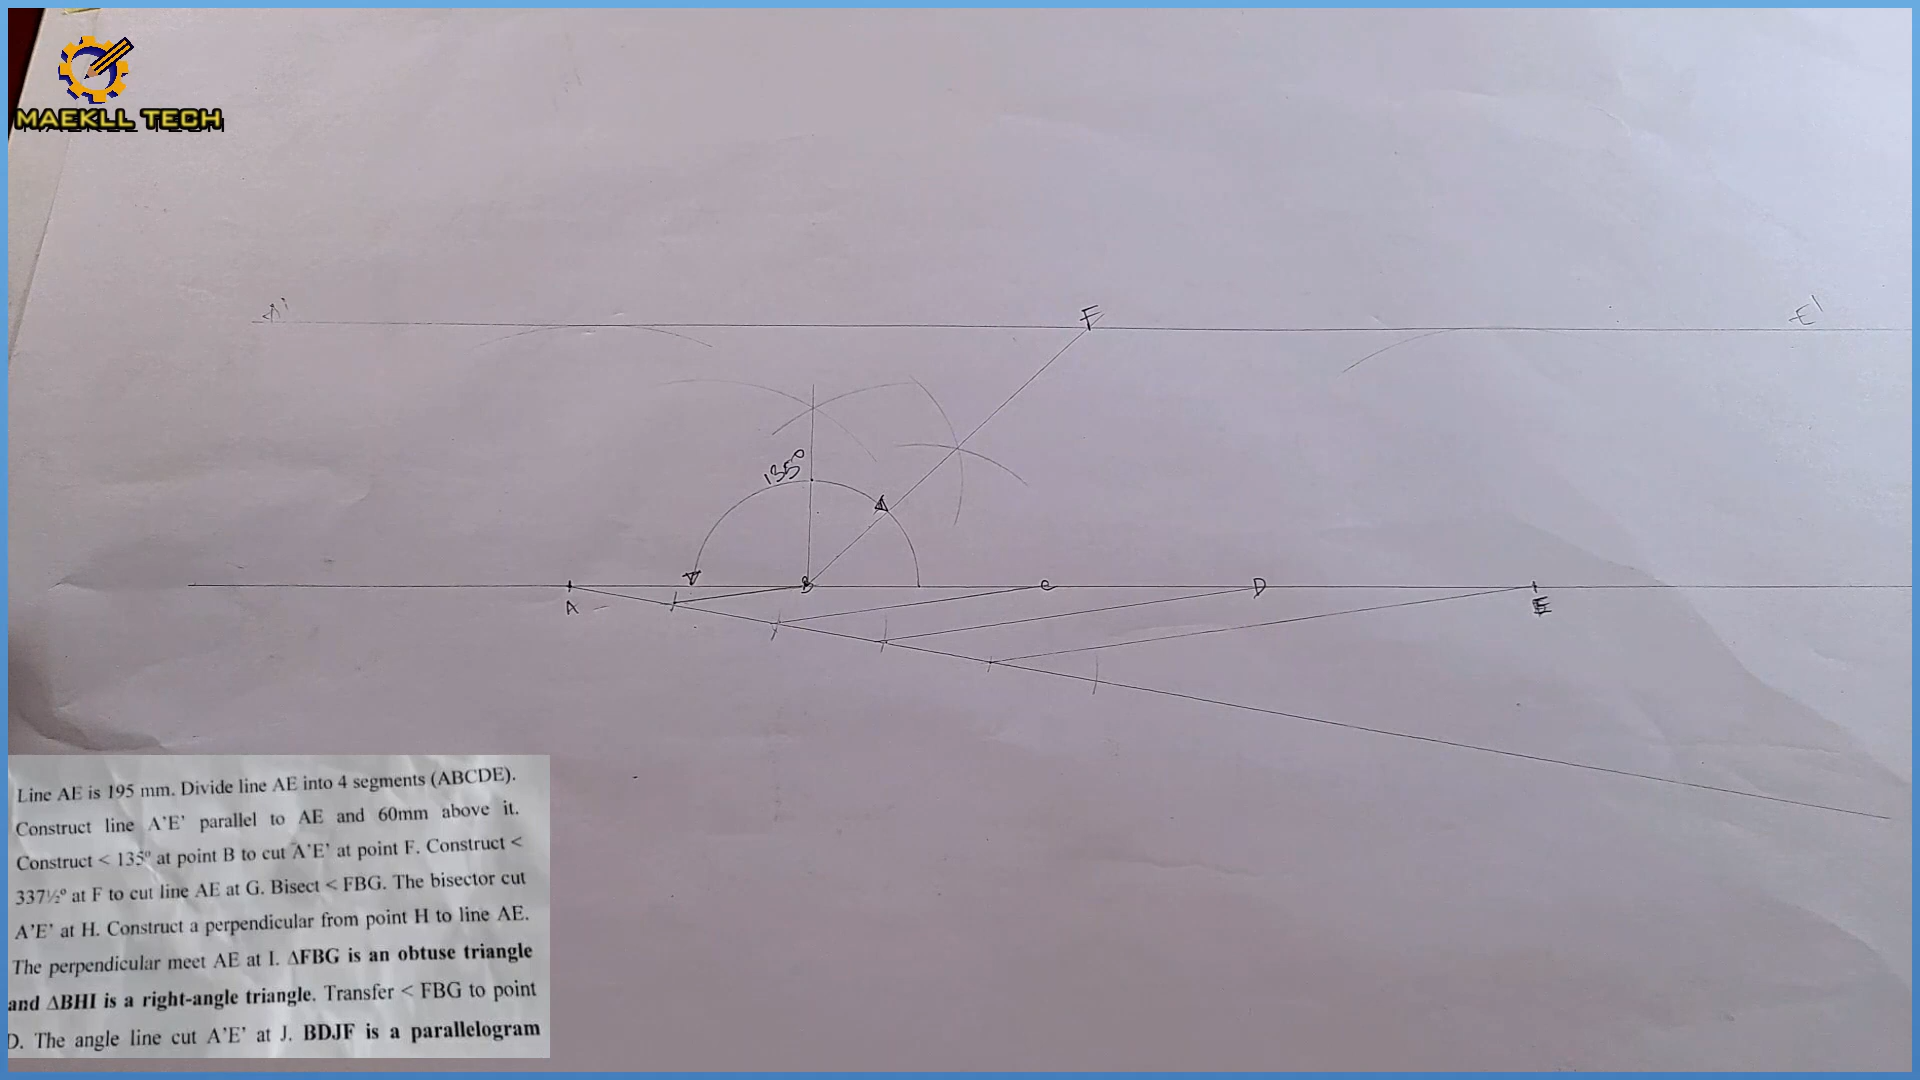 MAEKLL TECH
A'
F
E'
135°
B
C
D
A
E
Line AE is 195 mm. Divide line AE into 4 segments (ABCDE).
Construct line A'E' parallel to AE and 60mm above it.
Construct < 135° at point B to cut A'E' at point F. Construct <
337½° at F to cut line AE at G. Bisect < FBG. The bisector cut
A'E' at H. Construct a perpendicular from point H to line AE.
The perpendicular meet AE at I. ΔFBG is an obtuse triangle
and ΔBHI is a right-angle triangle. Transfer < FBG to point
D. The angle line cut A'E' at J. BDJF is a parallelogram